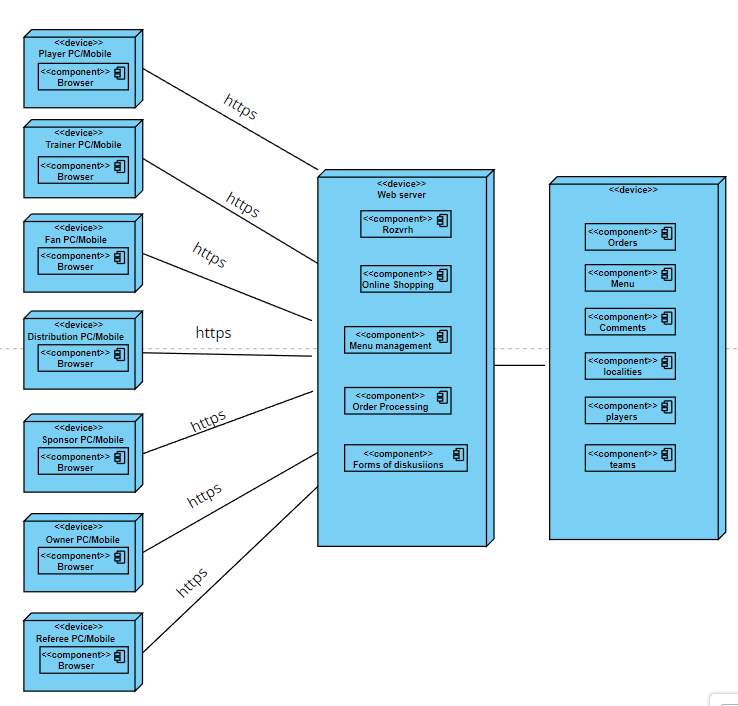 <<device>>
Player PC/Mobile
<<component>>
Browser
https
<<device>>
Trainer PC/Mobile
<<component>>
Browser
https
<<device>>
Fan PC/Mobile
<<component>>
Browser
https
<<device>>
Distribution PC/Mobile
<<component>>
Browser
https
<<device>>
Sponsor PC/Mobile
<<component>>
Browser
https
<<device>>
Owner PC/Mobile
<<component>>
Browser
https
<<device>>
Referee PC/Mobile
<<component>>
Browser
https
<<device>>
Web server
<<component>>
Rozvrh
<<component>>
Online Shopping
<<component>>
Menu management
<<component>>
Order Processing
<<component>>
Forms of diskusiions
<<device>>
<<component>>
Orders
<<component>>
Menu
<<component>>
Comments
<<component>>
localities
<<component>>
players
<<component>>
teams